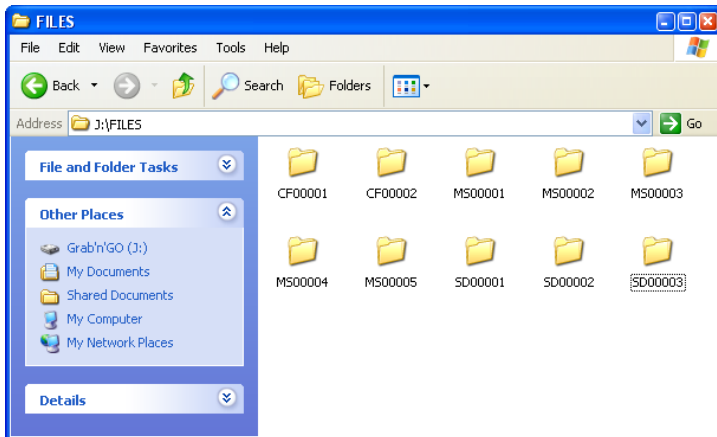 FILES
File Edit View Favorites Tools Help
Back Search Folders
Address J:\FILES Go
File and Folder Tasks
Other Places
Grab'n'GO (J:)
My Documents
Shared Documents
My Computer
My Network Places
Details
CF00001 CF00002 MS00001 MS00002 MS00003
MS00004 MS00005 SD00001 SD00002 SD00003